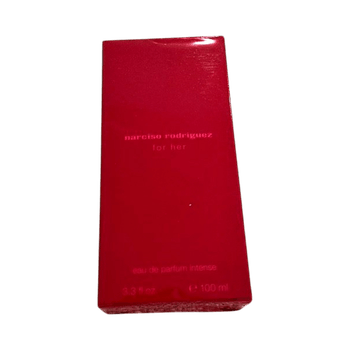 narciso rodriguez
for her
eau de parfum intense
3.3 fl oz e 100 ml